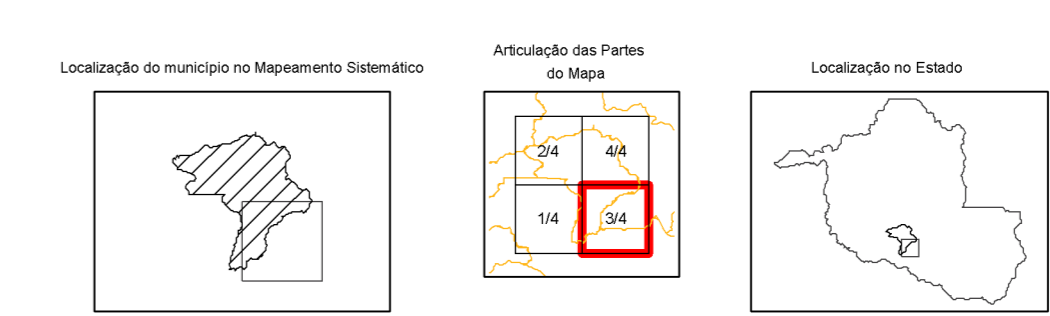 Localização do município no Mapeamento Sistemático
Articulação das Partes
do Mapa
Localização no Estado
2/4
4/4
1/4
3/4